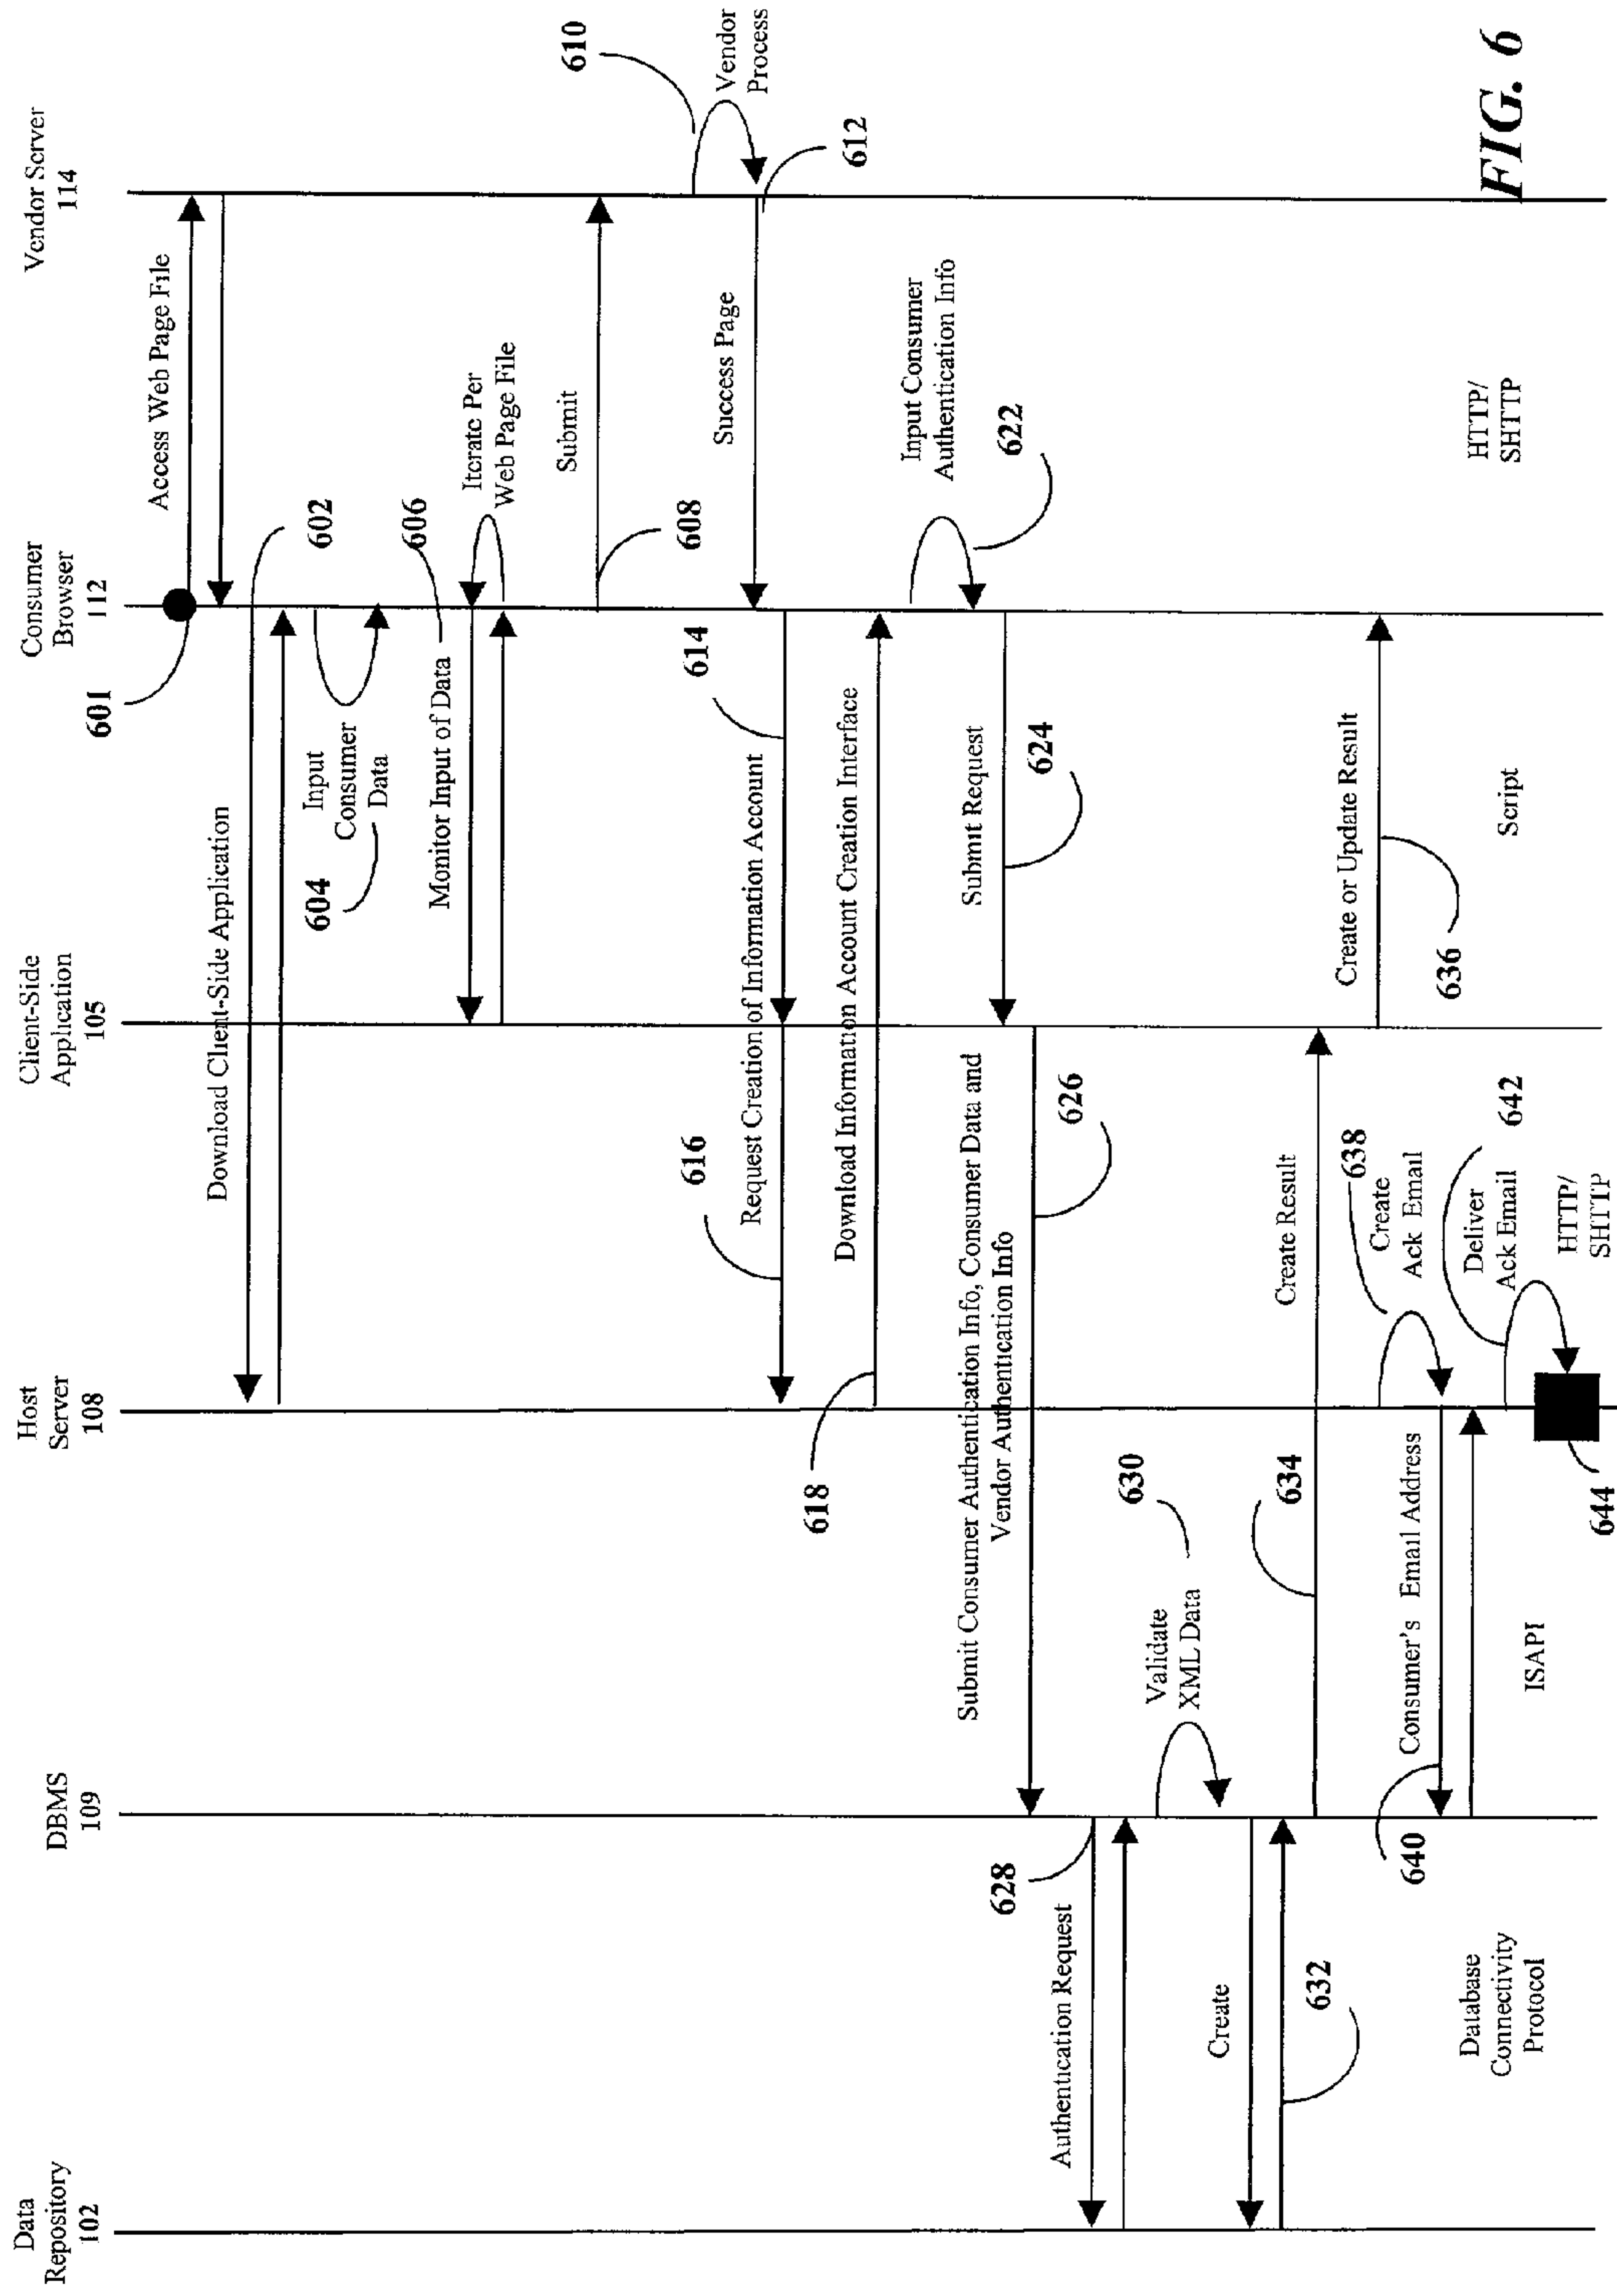 Data
Repository
102
DBMS
109
Host
Server
108
Client-Side
Application
105
Consumer
Browser
112
Vendor Server
114
601
Access Web Page File
Download Client-Side Application
602
Input
Consumer
Data
604
606
Monitor Input of Data
Iterate Per
Web Page File
Submit
608
610
Vendor
Process
612
Success Page
614
616
Request Creation of Information Account
Download Information Account Creation Interface
618
Input Consumer
Authentication Info
622
Submit Request
624
Submit Consumer Authentication Info, Consumer Data and
Vendor Authentication Info
626
628
Authentication Request
630
Validate
XML Data
Create
632
634
Create Result
Create or Update Result
636
638
Create
Ack Email
Consumer's Email Address
640
642
Deliver
Ack Email
644
Database
Connectivity
Protocol
ISAPI
HTTP/
SHTTP
Script
HTTP/
SHTTP
FIG. 6